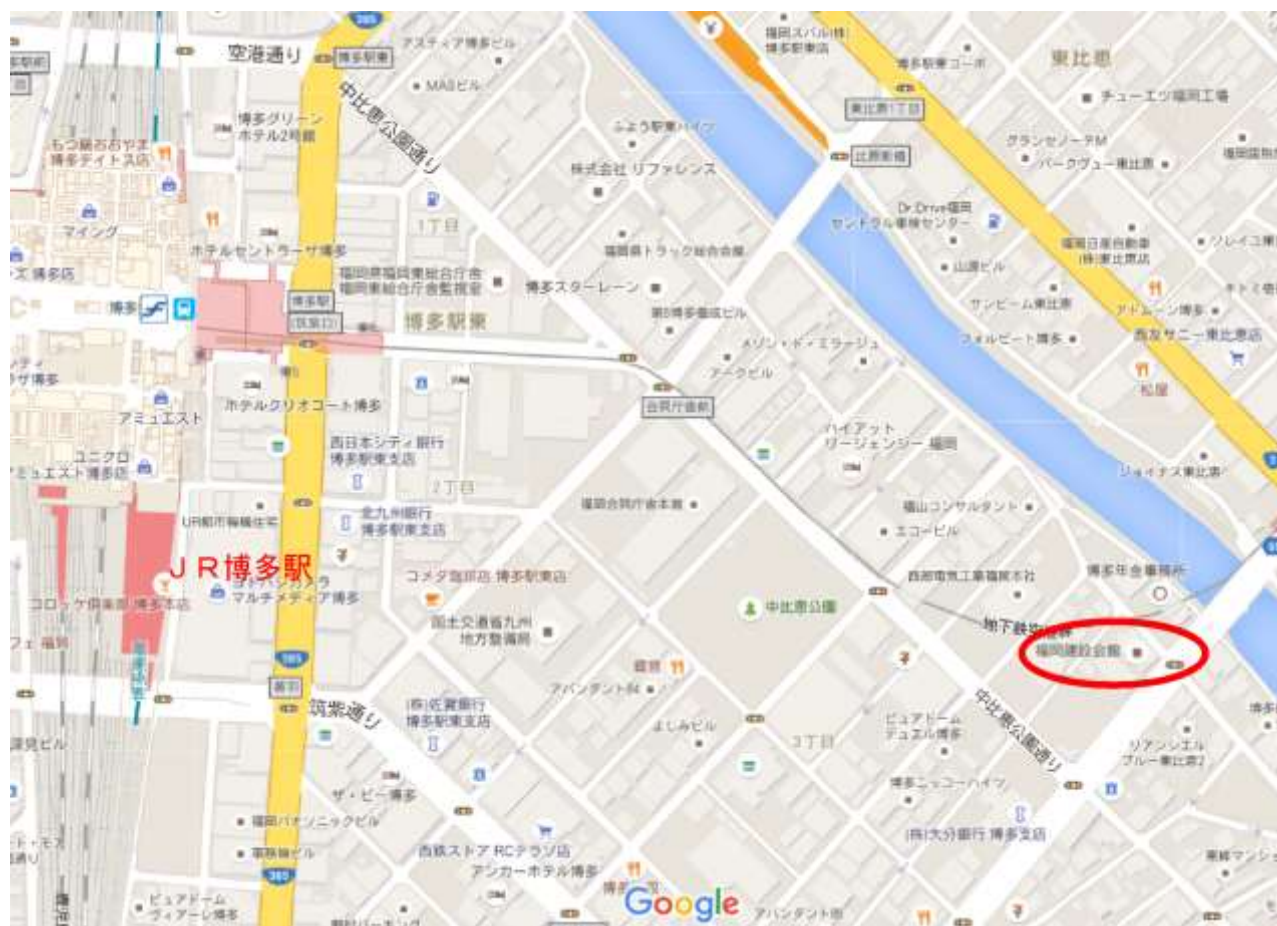 385
空港通り
博多駅東
アスティア博多ビル
福岡スバル(株)
博多駅東店
東比恵
MASビル
博多駅東コーポ
チューエツ福岡工場
中比恵公園通り
博多グリーン
ホテル2号館
東比恵1丁目
もつ鍋おおやま
博多デイトス店
ふよう駅東ハイツ
グランセノーテM
比恵新橋
パークヴュー東比恵
株式会社 リファレンス
マイング
1丁目
Dr.Drive福岡
セントラル車検センター
ホテルセントラーザ博多
福岡県トラック総合会館
福岡日産自動車
(株)東比恵店
山源ビル
福岡県福岡東総合庁舎
福岡東総合庁舎監視室
博多スターレーン
博多
博多駅
(筑紫口)
博多駅東
第5博多偕成ビル
サンビーム東比恵
アドムーン博多
フォルビート博多
西友サニー東比恵店
メゾン・ド・ミラージュ
アークビル
松屋
アミュエスト
ホテルクリオコート博多
合同庁舎前
西日本シティ銀行
博多駅東支店
ハイアット
リージェンシー 福岡
ユニクロ
アミュエスト博多店
2丁目
ジョイナス東比恵
UR都市機構住宅
北九州銀行
博多駅東支店
福岡合同庁舎本館
福山コンサルタント
エコービル
JR博多駅
ヨドバシカメラ
マルチメディア博多
コメダ珈琲店 博多駅東店
西部電気工業福岡本社
博多年金事務所
コロッケ倶楽部 博多本店
中比恵公園
国土交通省九州
地方整備局
地下鉄空港線
福岡建設会館
385
音羽
筑紫通り
アバンダント84
(株)佐賀銀行
博多駅東支店
よしみビル
3丁目
中比恵公園通り
ピュアドーム
デュエル博多
リアンシエル
ブルー東比恵2
ザ・ビー博多
博多ニッコーハイツ
福岡パナソニックビル
(株)大分銀行 博多支店
西鉄ストア RCテラソ店
アンカーホテル博多
385
ピュアドーム
ヴィアーレ博多
Google